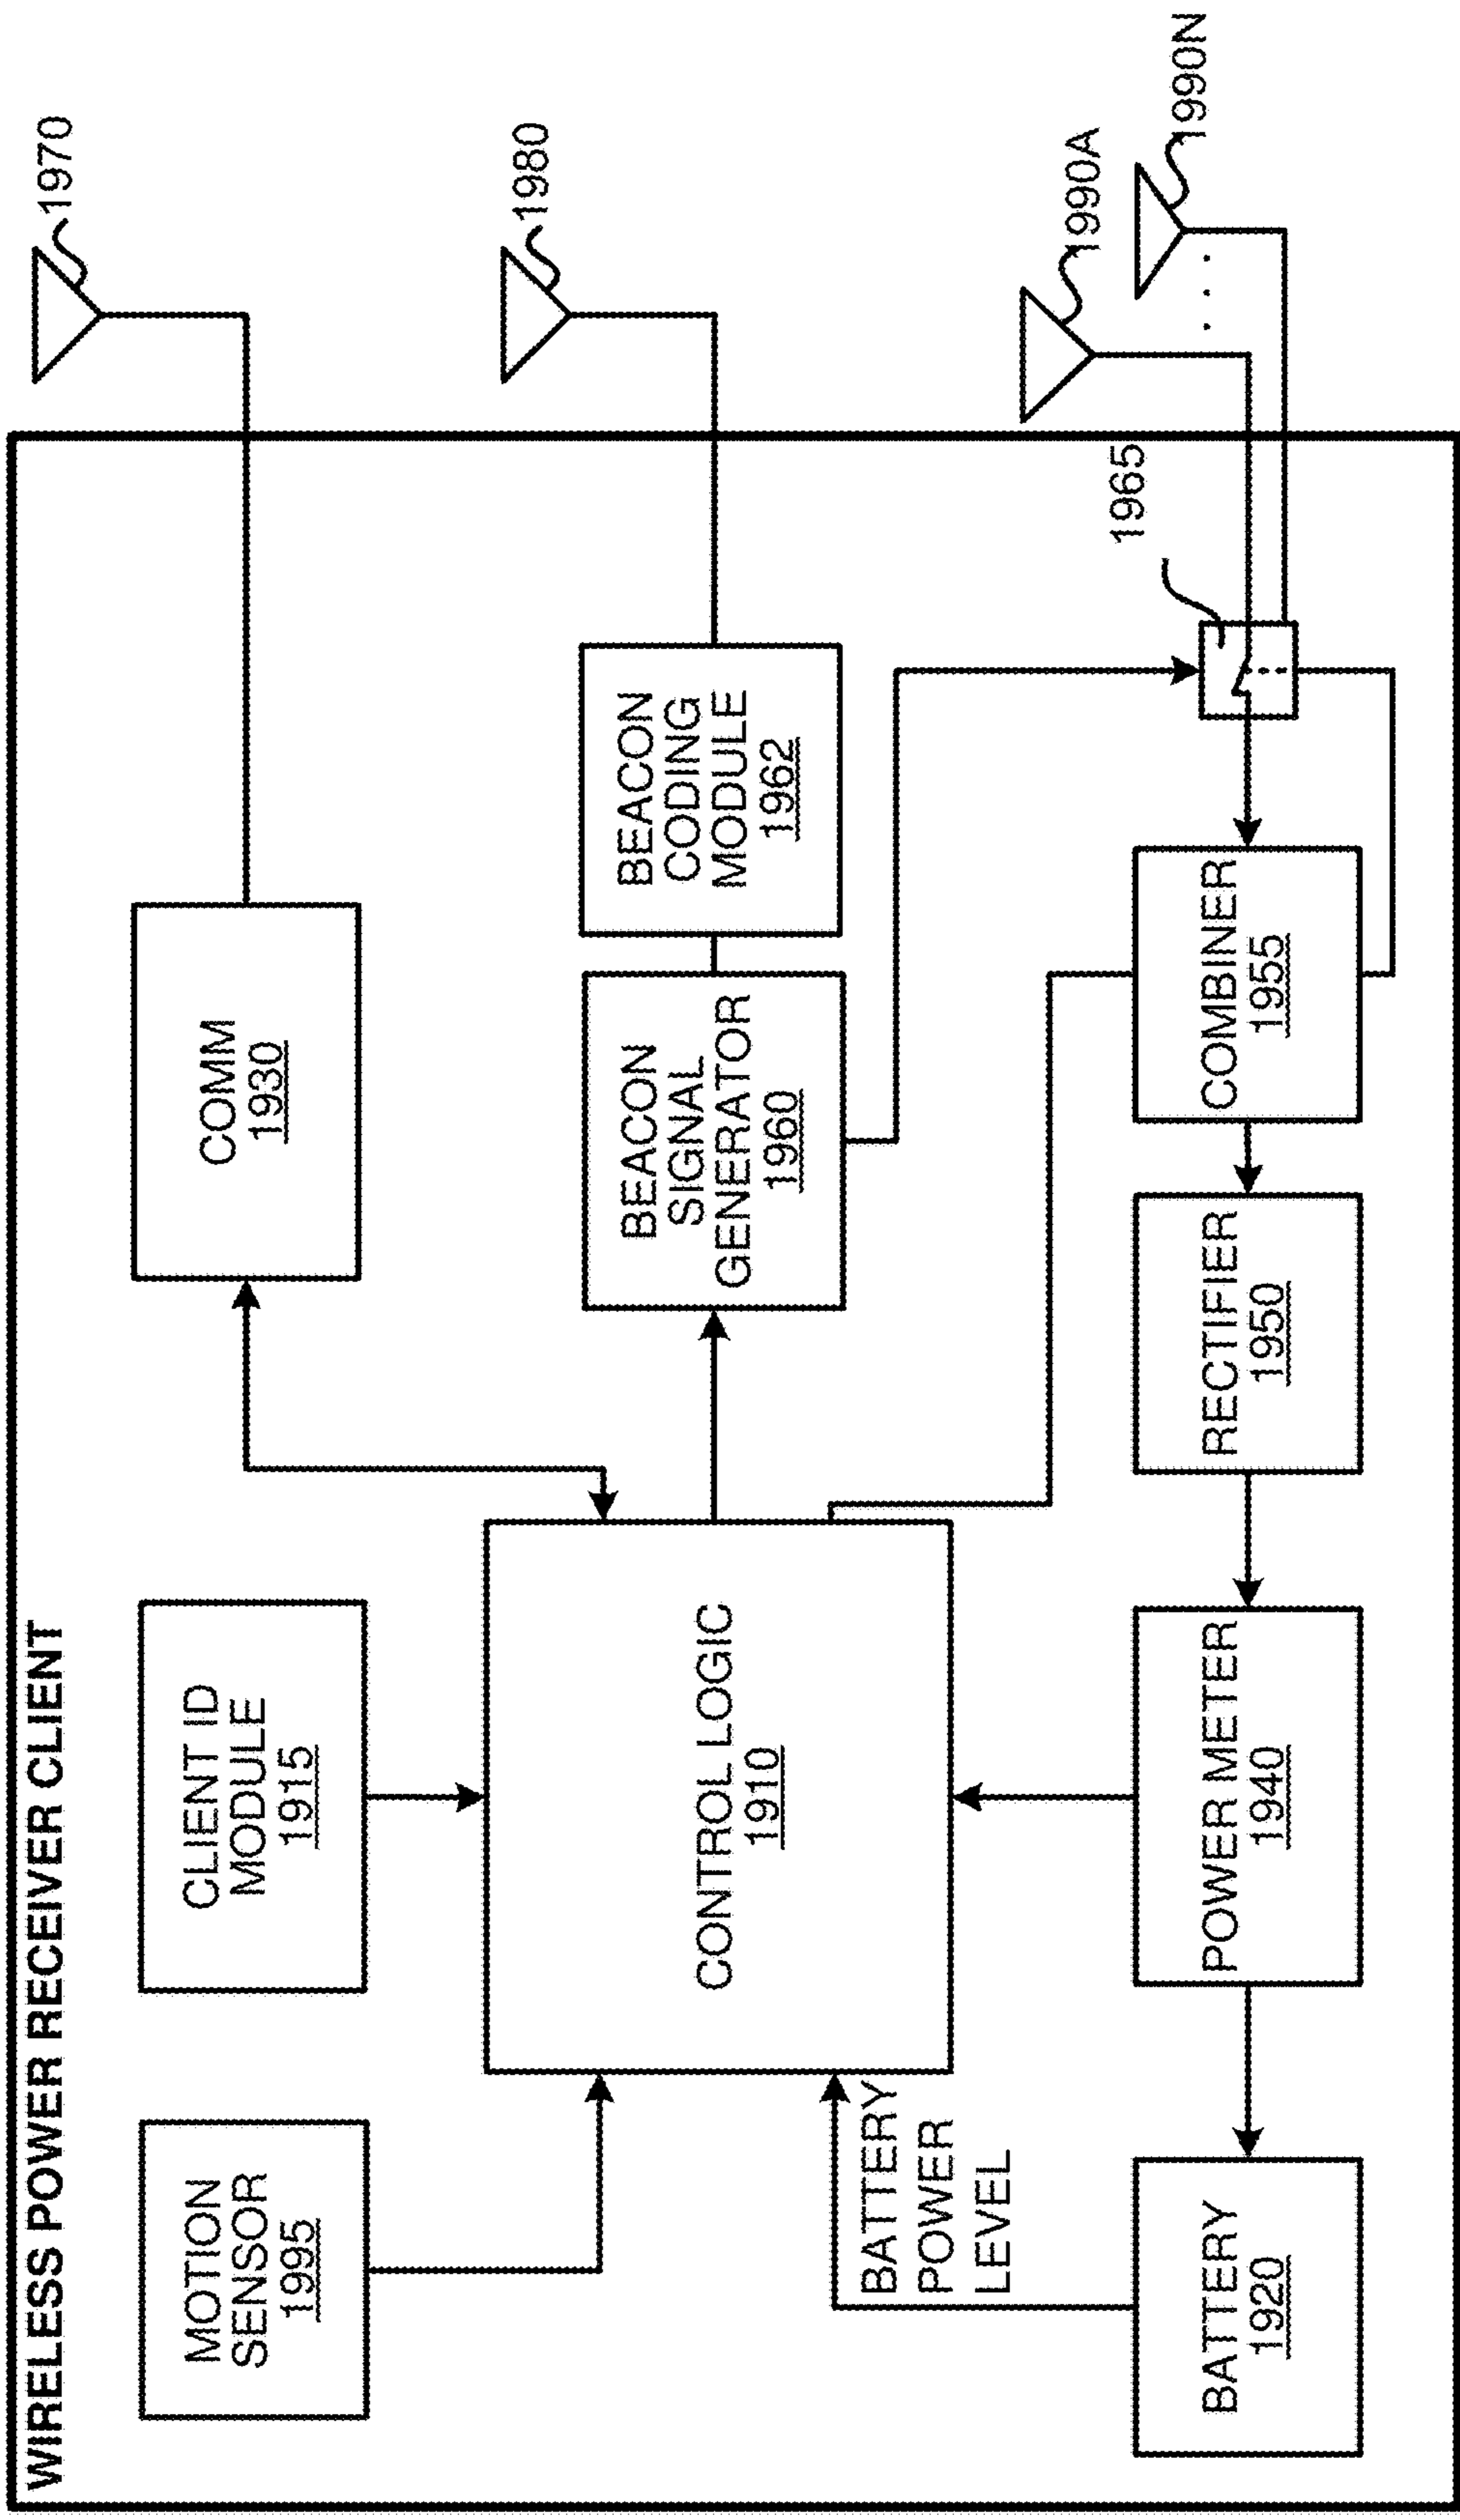 WIRELESS POWER RECEIVER CLIENT
MOTION
SENSOR
1995
CLIENT ID
MODULE
1915
COMM
1930
1970
CONTROL LOGIC
1910
BEACON
SIGNAL
GENERATOR
1960
BEACON
CODING
MODULE
1962
1980
BATTERY
POWER
LEVEL
BATTERY
1920
POWER METER
1940
RECTIFIER
1950
COMBINER
1955
1965
1990A
. . .
1990N